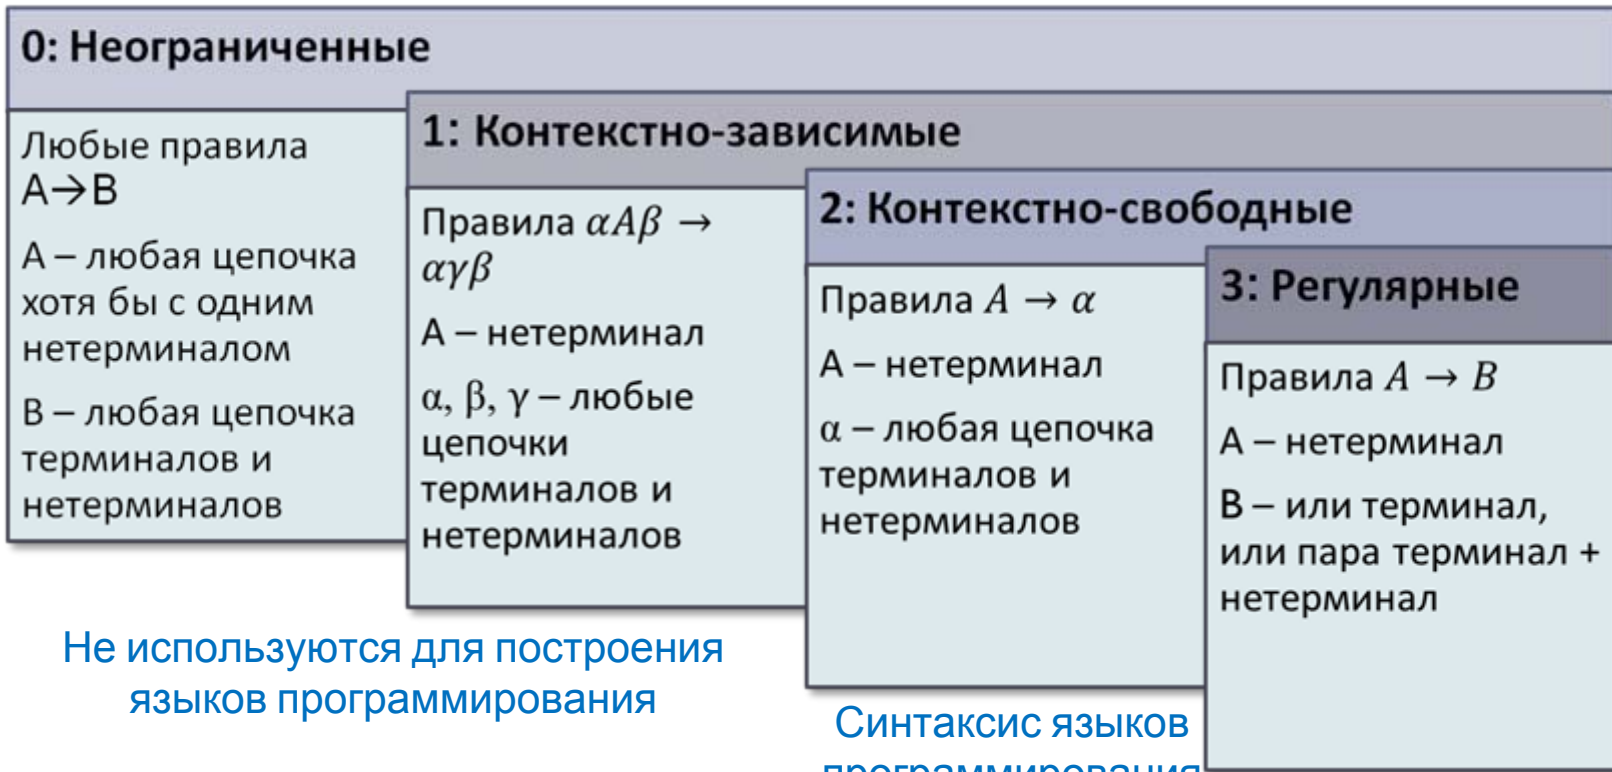 0: Неограниченные
Любые правила
A→B
А – любая цепочка
хотя бы с одним
нетерминалом
В – любая цепочка
терминалов и
нетерминалов
1: Контекстно-зависимые
Правила αAβ →
αγβ
А – нетерминал
α, β, γ – любые
цепочки
терминалов и
нетерминалов
2: Контекстно-свободные
Правила A → α
А – нетерминал
α – любая цепочка
терминалов и
нетерминалов
3: Регулярные
Правила A → B
А – нетерминал
В – или терминал,
или пара терминал +
нетерминал
Не используются для построения
языков программирования
Синтаксис языков
программирования